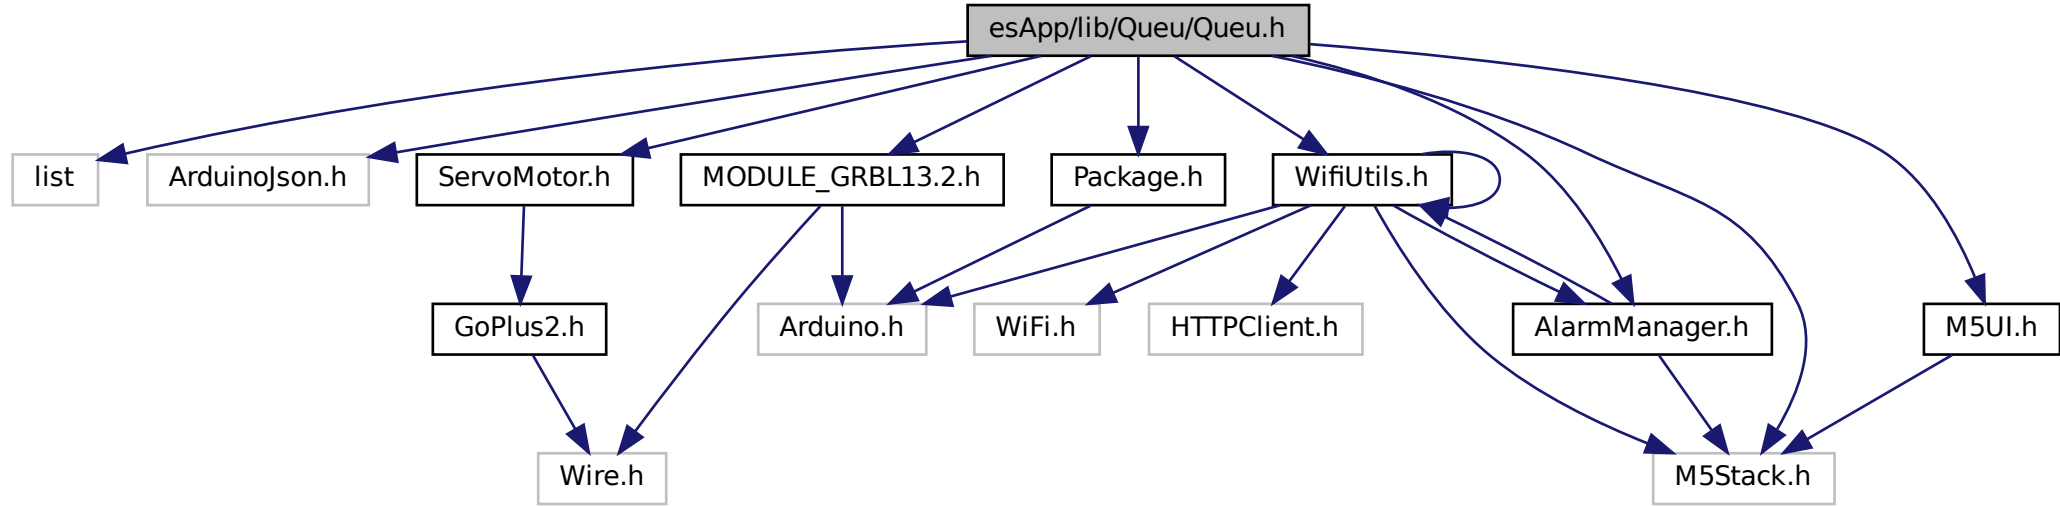 esApp/lib/Queu/Queu.h
list
ArduinoJson.h
ServoMotor.h
MODULE_GRBL13.2.h
Package.h
WifiUtils.h
GoPlus2.h
Arduino.h
WiFi.h
HTTPClient.h
AlarmManager.h
M5UI.h
Wire.h
M5Stack.h